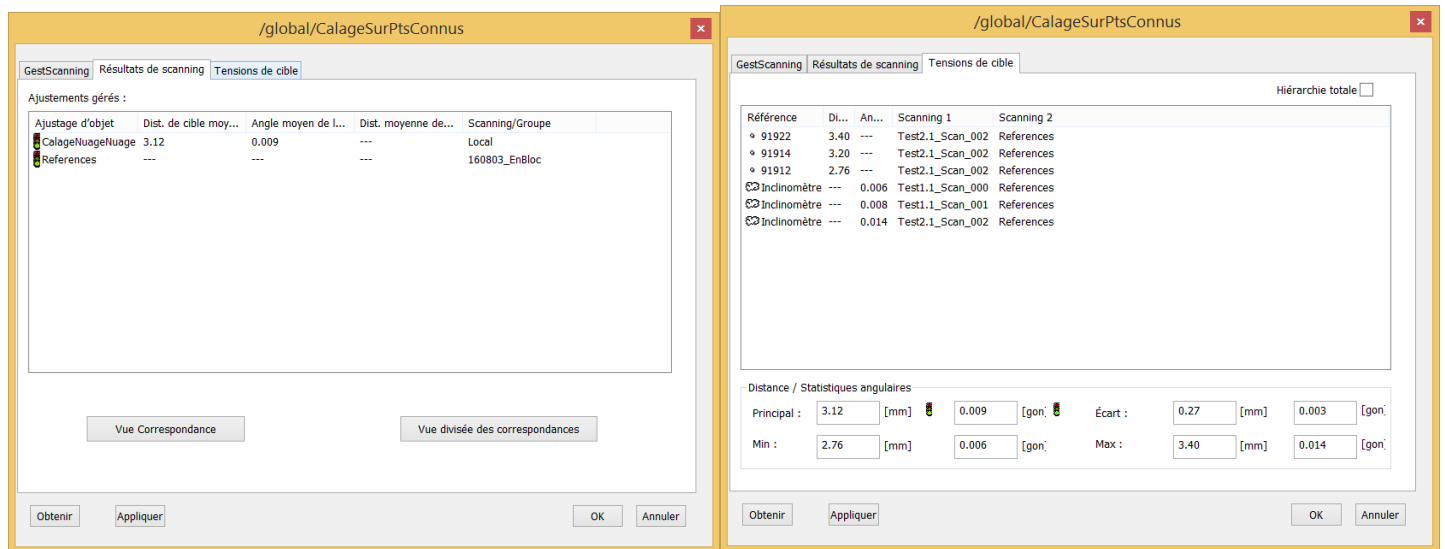 /global/CalageSurPtsConnus
GestScanning Résultats de scanning Tensions de cible
Ajustements gérés :
Ajustage d'objet Dist. de cible moy... Angle moyen de l... Dist. moyenne de... Scanning/Groupe
CalageNuageNuage 3.12 0.009 --- Local
References --- --- --- 160803_EnBloc
Vue Correspondance Vue divisée des correspondances
Obtenir Appliquer OK Annuler
/global/CalageSurPtsConnus
GestScanning Résultats de scanning Tensions de cible
Hiérarchie totale
Référence Di... An... Scanning 1 Scanning 2
91922 3.40 --- Test2.1_Scan_002 References
91914 3.20 --- Test2.1_Scan_002 References
91912 2.76 --- Test2.1_Scan_002 References
Inclinomètre --- 0.006 Test1.1_Scan_000 References
Inclinomètre --- 0.008 Test1.1_Scan_001 References
Inclinomètre --- 0.014 Test2.1_Scan_002 References
Distance / Statistiques angulaires
Principal : 3.12 [mm] 0.009 [gon] Écart : 0.27 [mm] 0.003 [gon]
Min : 2.76 [mm] 0.006 [gon] Max : 3.40 [mm] 0.014 [gon]
Obtenir Appliquer OK Annuler